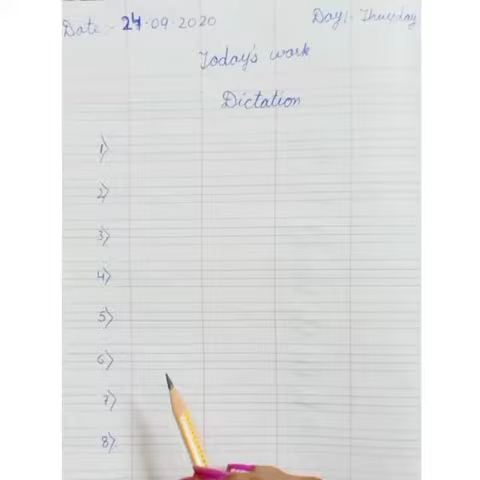 Date :- 24-09-2020 Day:- Thursday
Today's work
Dictation
1)
2)
3)
4)
5)
6)
7)
8)